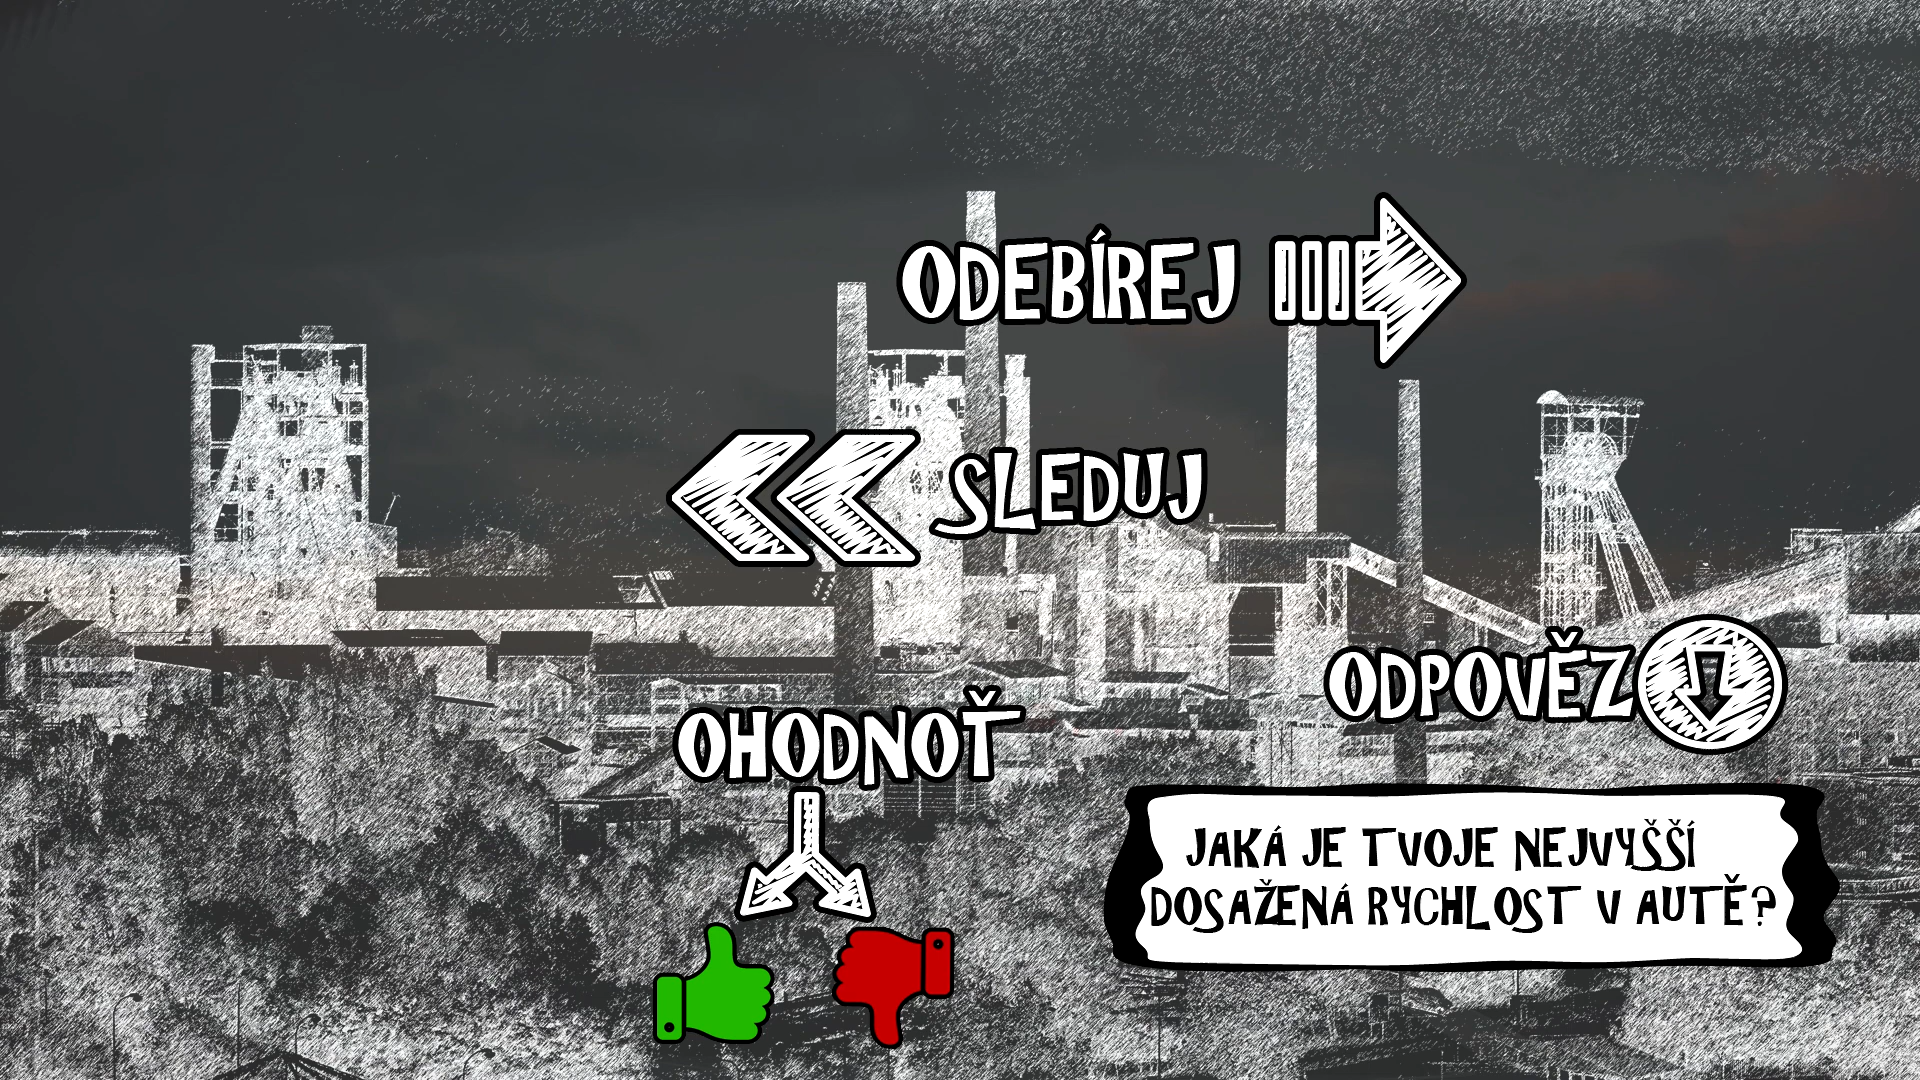 ODEBÍREJ
SLEDUJ
ODPOVĚZ
OHODNOŤ
JAKÁ JE TVOJE NEJVYŠŠÍ
DOSAŽENÁ RYCHLOST V AUTĚ?